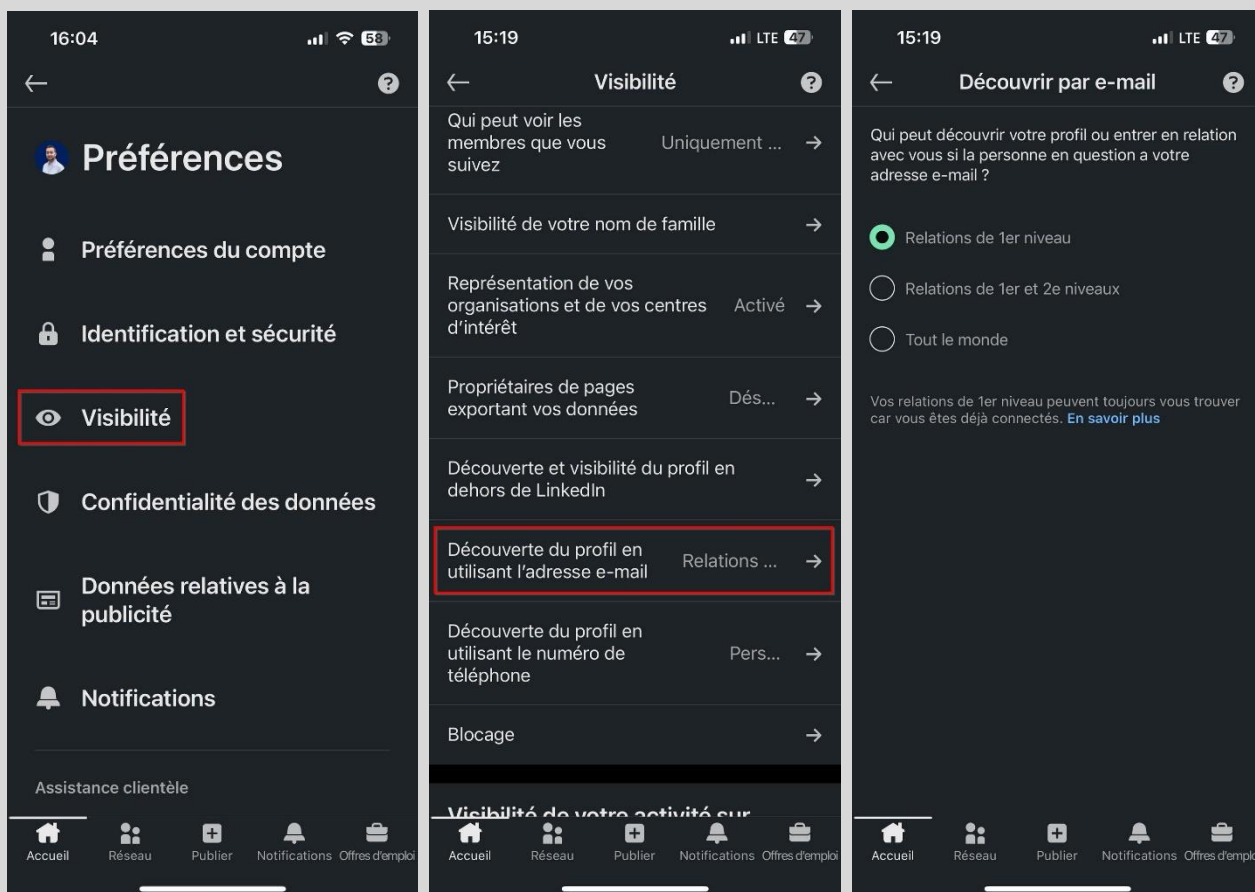 16:04
58
Préférences
Préférences du compte
Identification et sécurité
Visibilité
Confidentialité des données
Données relatives à la
publicité
Notifications
Assistance clientèle
Accueil
Réseau
Publier
Notifications
Offres d'emploi
15:19
LTE
47
Visibilité
Qui peut voir les
membres que vous
suivez
Uniquement ...
Visibilité de votre nom de famille
Représentation de vos
organisations et de vos centres
d'intérêt
Activé
Propriétaires de pages
exportant vos données
Dés...
Découverte et visibilité du profil en
dehors de LinkedIn
Découverte du profil en
utilisant l'adresse e-mail
Relations ...
Découverte du profil en
utilisant le numéro de
téléphone
Pers...
Blocage
Visibilité de votre activité sur
Accueil
Réseau
Publier
Notifications
Offres d'emploi
15:19
LTE
47
Découvrir par e-mail
Qui peut découvrir votre profil ou entrer en relation
avec vous si la personne en question a votre
adresse e-mail ?
Relations de 1er niveau
Relations de 1er et 2e niveaux
Tout le monde
Vos relations de 1er niveau peuvent toujours vous trouver
car vous êtes déjà connectés. En savoir plus
Accueil
Réseau
Publier
Notifications
Offres d'emplo